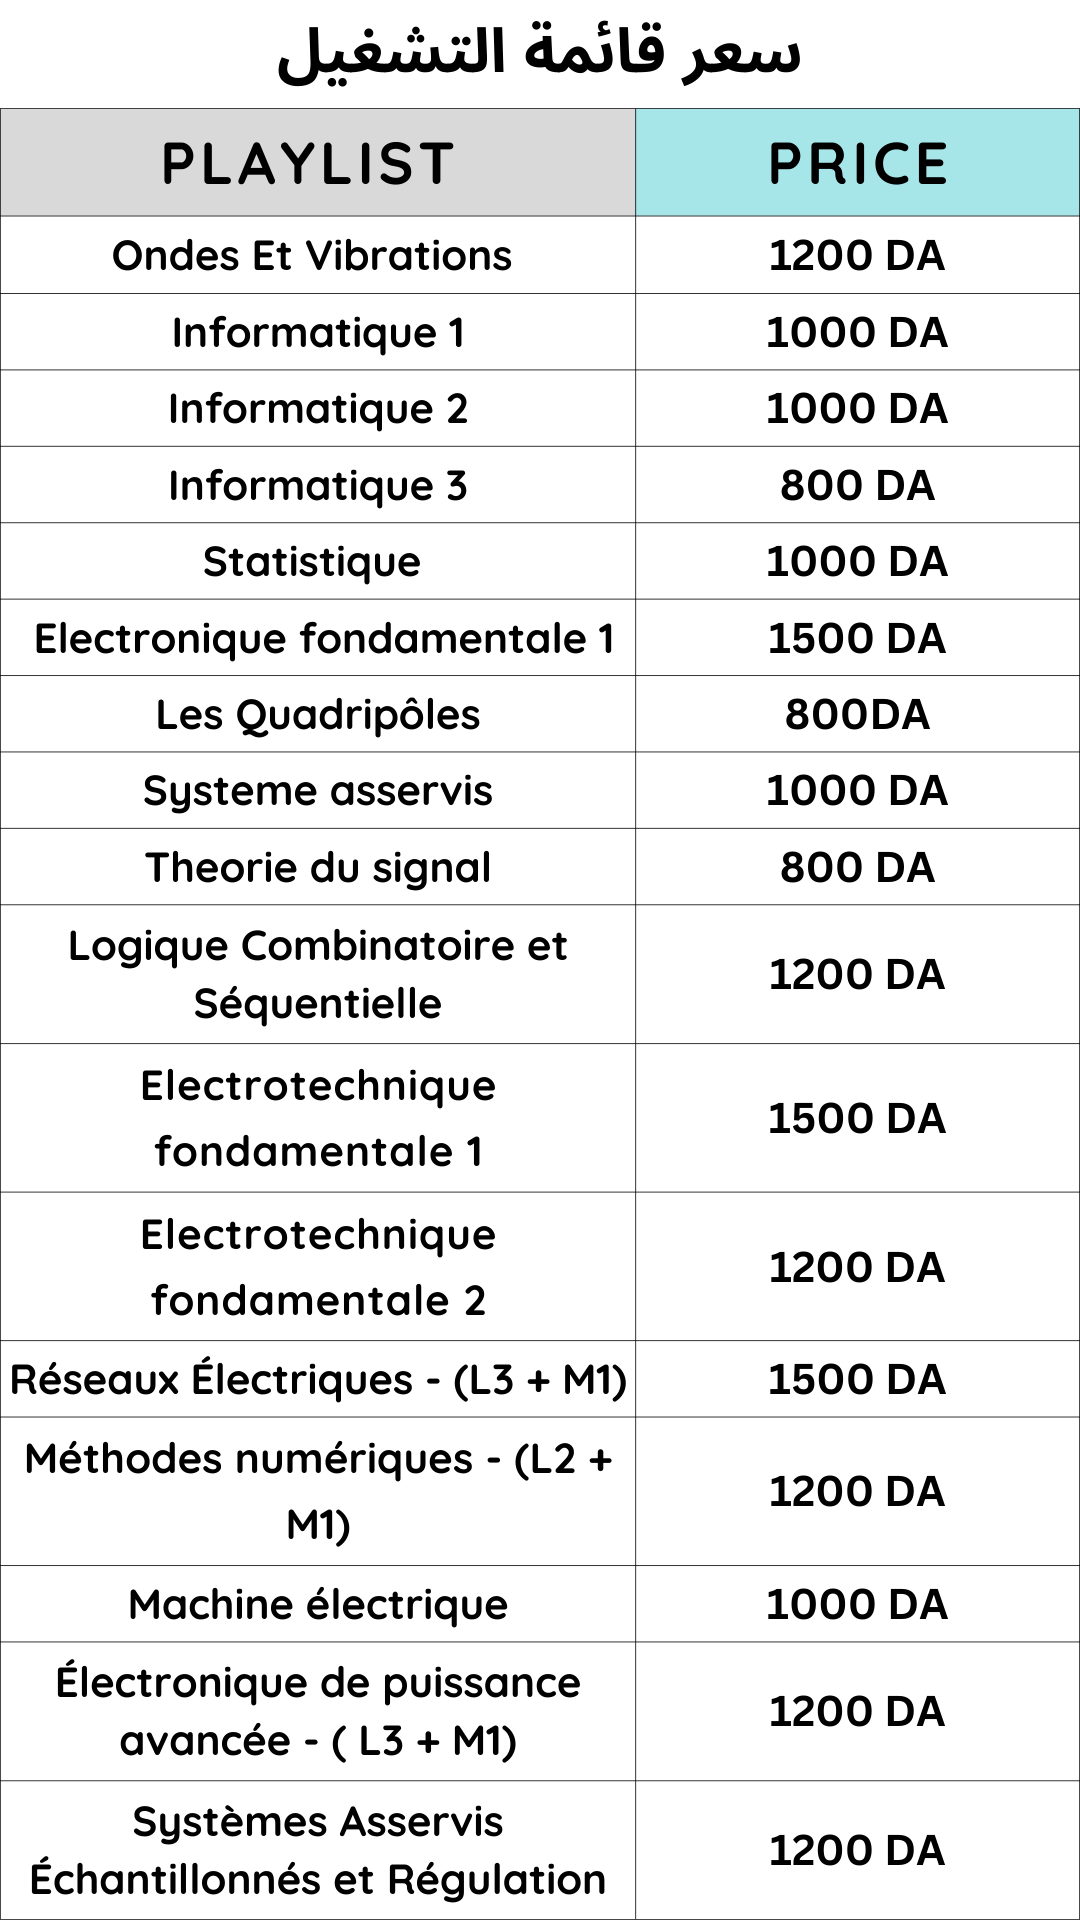 سعر قائمة التشغيل
PLAYLIST PRICE
Ondes Et Vibrations 1200 DA
Informatique 1 1000 DA
Informatique 2 1000 DA
Informatique 3 800 DA
Statistique 1000 DA
Electronique fondamentale 1 1500 DA
Les Quadripôles 800DA
Systeme asservis 1000 DA
Theorie du signal 800 DA
Logique Combinatoire et
Séquentielle
1200 DA
Electrotechnique
fondamentale 1
1500 DA
Electrotechnique
fondamentale 2
1200 DA
Réseaux Électriques - (L3 + M1) 1500 DA
Méthodes numériques - (L2 +
M1)
1200 DA
Machine électrique 1000 DA
Électronique de puissance
avancée - ( L3 + M1)
1200 DA
Systèmes Asservis
Échantillonnés et Régulation
1200 DA